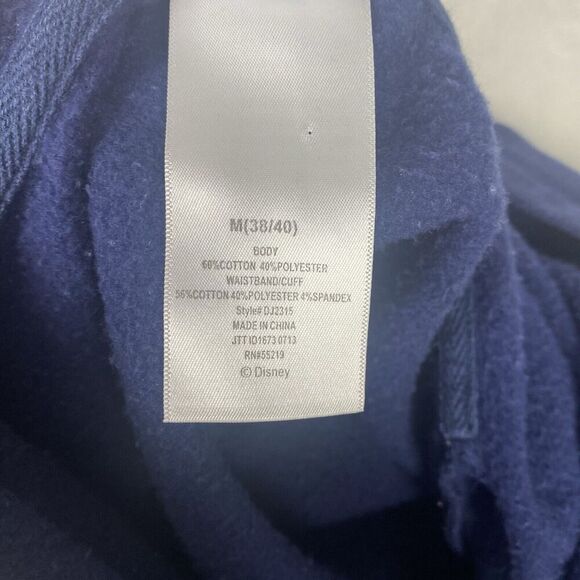 M(38/40)
BODY
60%COTTON 40%POLYESTER
WAISTBAND/CUFF
56%COTTON 40%POLYESTER 4%SPANDEX
Style# DJ2315
MADE IN CHINA
JTT ID1673 0713
RN#55219
© Disney